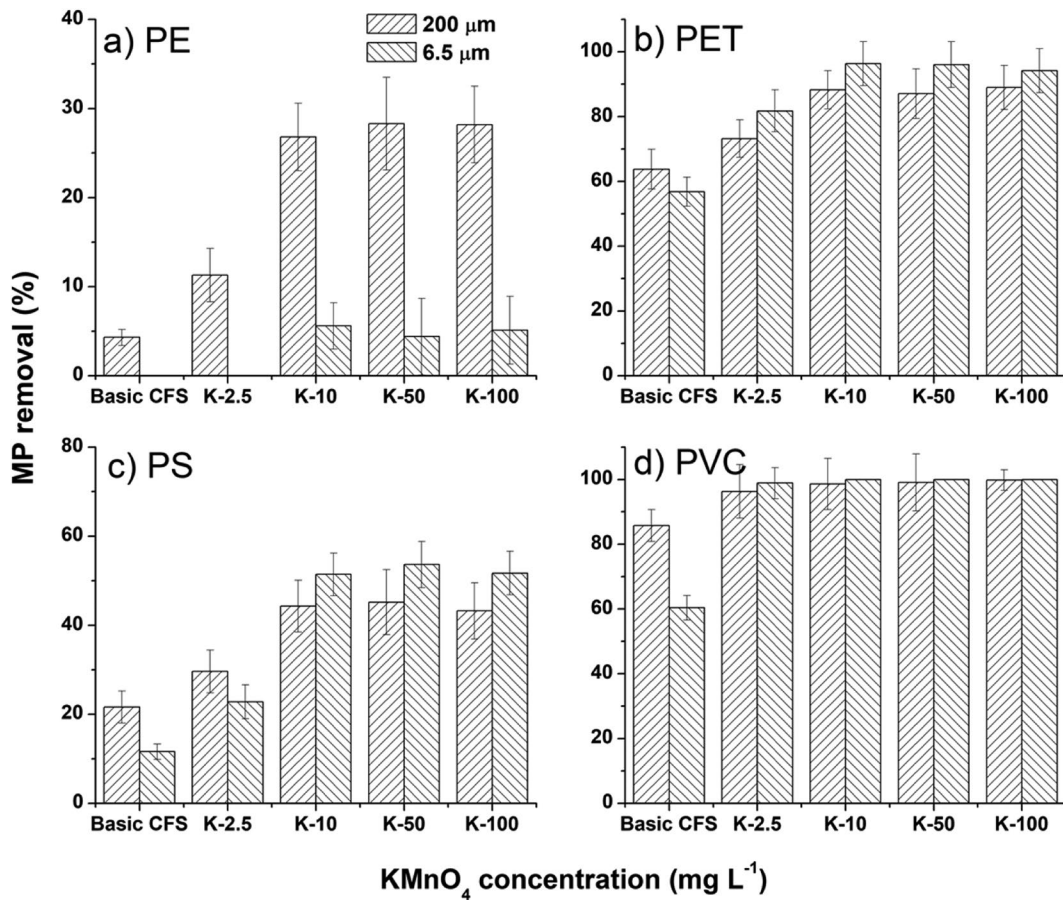 a) PE
200 μm
6.5 μm
40
30
20
10
0
Basic CFS K-2.5 K-10 K-50 K-100
b) PET
100
80
60
40
20
0
Basic CFS K-2.5 K-10 K-50 K-100
MP removal (%)
c) PS
80
60
40
20
0
Basic CFS K-2.5 K-10 K-50 K-100
d) PVC
100
80
60
40
20
0
Basic CFS K-2.5 K-10 K-50 K-100
KMnO₄ concentration (mg L⁻¹)